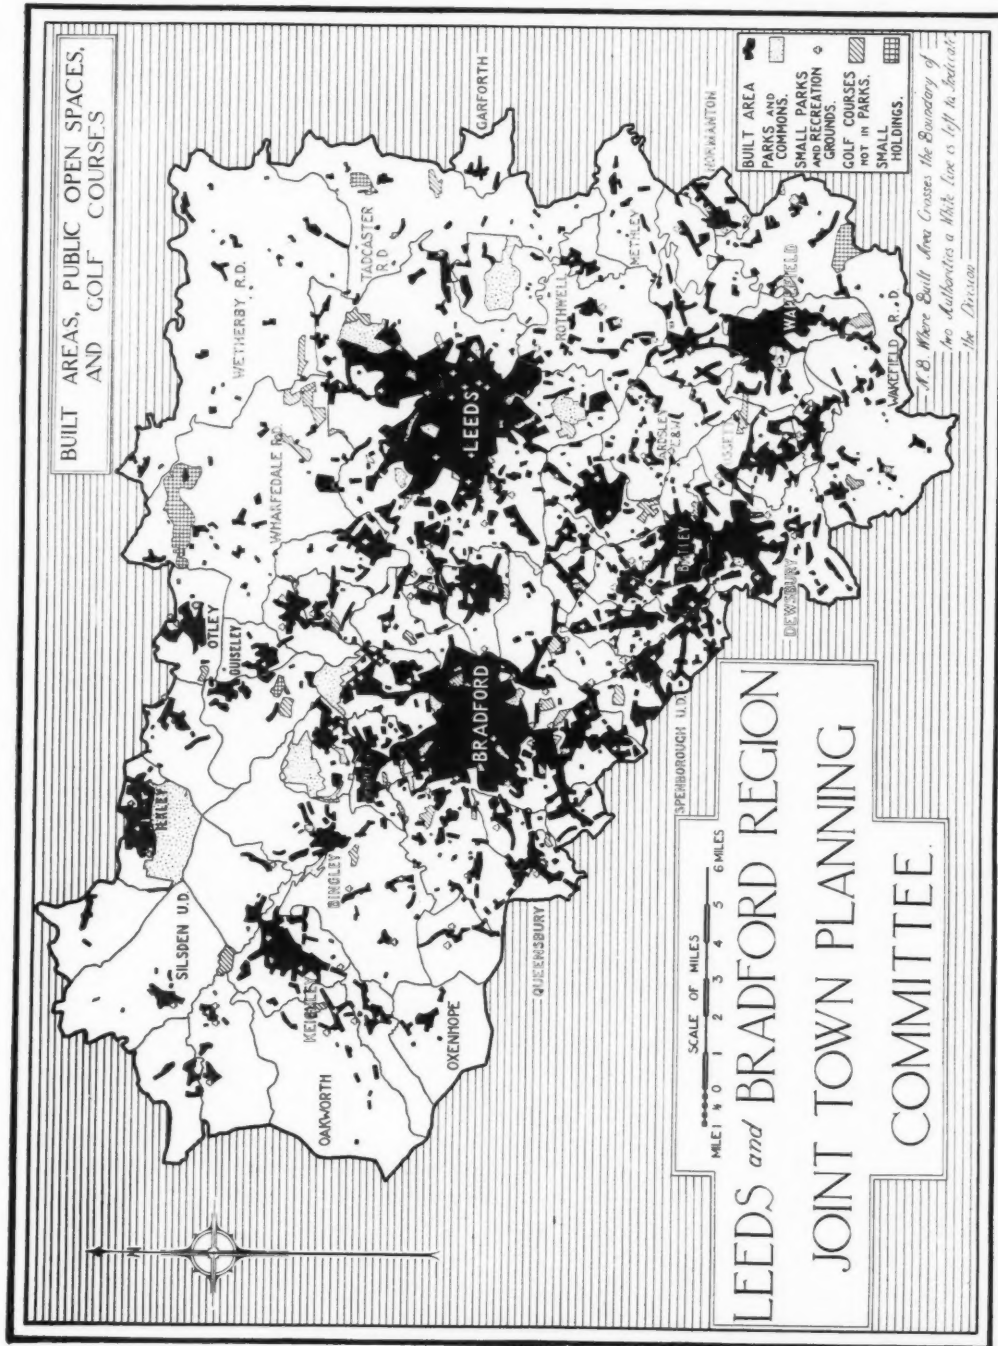 BUILT AREAS, PUBLIC OPEN SPACES,
AND GOLF COURSES
SILSDEN U.D.
ILKLEY
OTLEY
GUISELEY
WHARFEDALE R.D.
WETHERBY R.D.
TADCASTER
R.D
GARFORTH
KEIGHLEY
BINGLEY
OAKWORTH
OXENHOPE
BRADFORD
LEEDS
ROTHWELL
METHLEY
NORMANTON
QUEENSBURY
SPENBOROUGH U.D.
BATLEY
ARDSLEY
E & W
OSSETT
DEWSBURY
WAKEFIELD
WAKEFIELD R.D.
N
BUILT AREA
PARKS AND
COMMONS.
SMALL PARKS
AND RECREATION
GROUNDS.
GOLF COURSES
NOT IN PARKS.
SMALL
HOLDINGS.
N.B. Where Built Area Crosses the Boundary of
two Authorities a White Line is left to Indicate
the Division
SCALE OF MILES
MILE 1 ¼ 0 1 2 3 4 5 6 MILES
LEEDS and BRADFORD REGION
JOINT TOWN PLANNING
COMMITTEE.